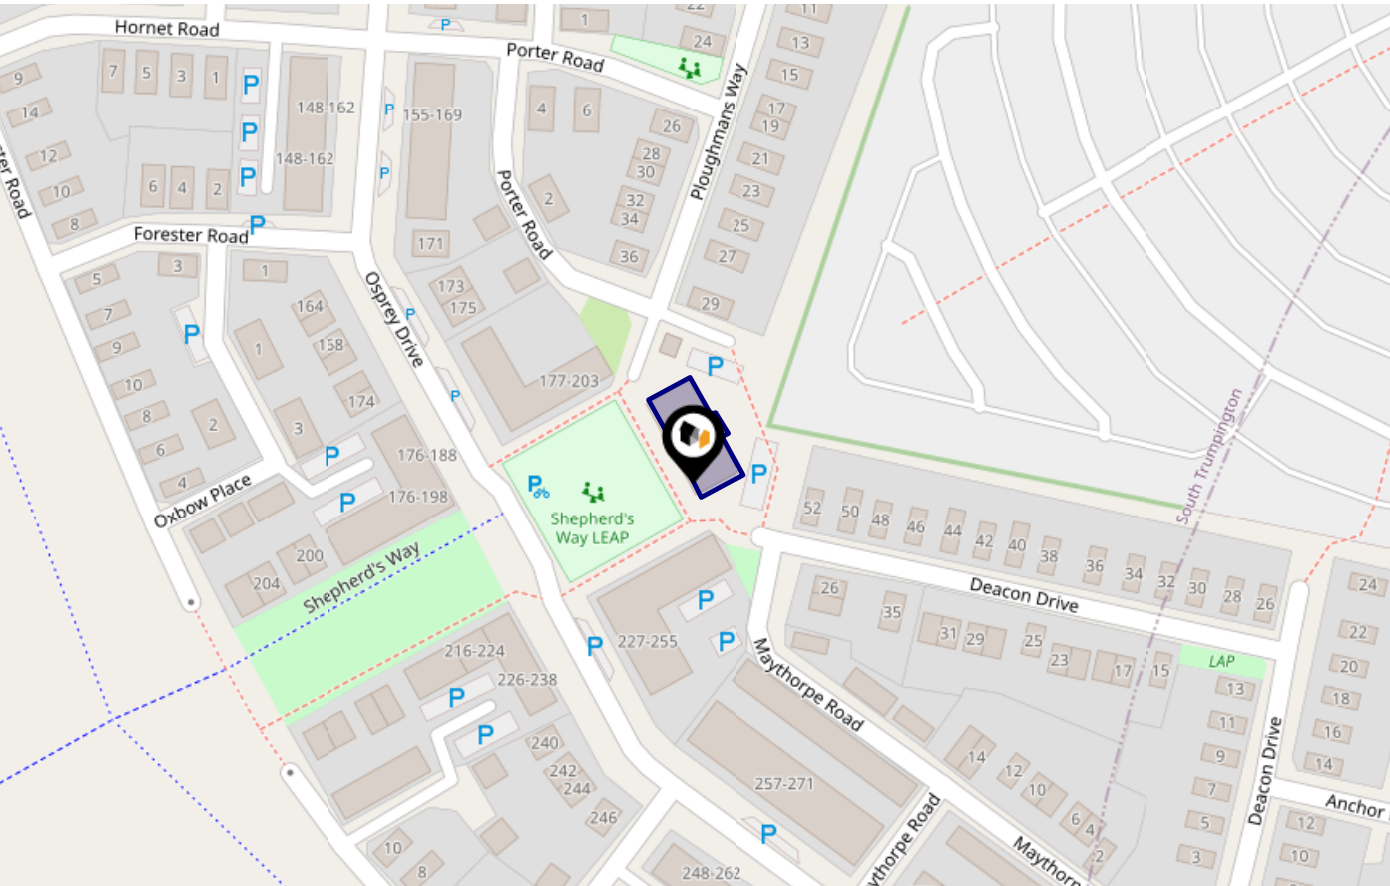 Hornet Road
Porter Road
1
22
24
11
13
15
17
19
21
23
25
27
29
P
9
14
12
10
8
7
5
3
1
P
P
P
148-162
148-162
P
P
155-169
4
6
26
28
30
32
34
36
2
Ploughmans Way
Porter Road
6
4
2
P
Forester Road
171
173
175
177-203
ter Road
5
7
9
10
8
6
4
3
P
1
164
158
174
1
2
3
Osprey Drive
P
P
P
P
176-188
176-198
P
P
Oxbow Place
200
204
Shepherd's Way
P
Shepherd's
Way LEAP
South Trumpington
52
50
48
46
44
42
40
38
36
34
32
30
28
26
Deacon Drive
26
35
31
29
25
23
17
15
LAP
24
22
20
18
16
14
13
11
9
7
5
3
Deacon Drive
Anchor
12
10
P
P
227-255
P
Maythorpe Road
216-224
226-238
P
P
240
242
244
246
257-271
14
12
10
6
4
2
10
8
P
248-262
ythorpe Road
Maythorp